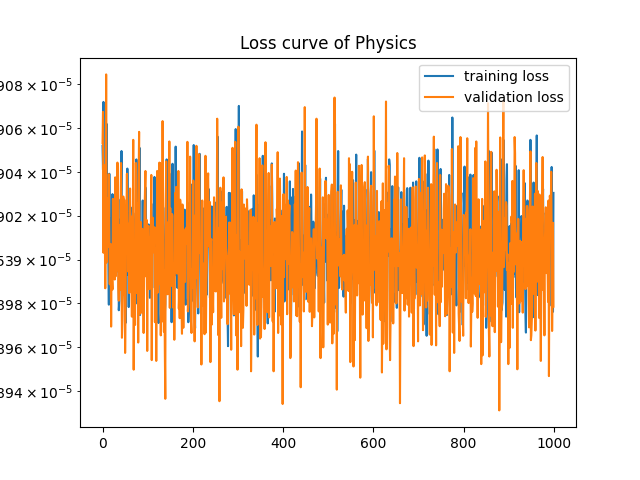 Loss curve of Physics
training loss
validation loss
908 × 10⁻⁵
906 × 10⁻⁵
904 × 10⁻⁵
902 × 10⁻⁵
539 × 10⁻⁵
898 × 10⁻⁵
896 × 10⁻⁵
894 × 10⁻⁵
0 200 400 600 800 1000